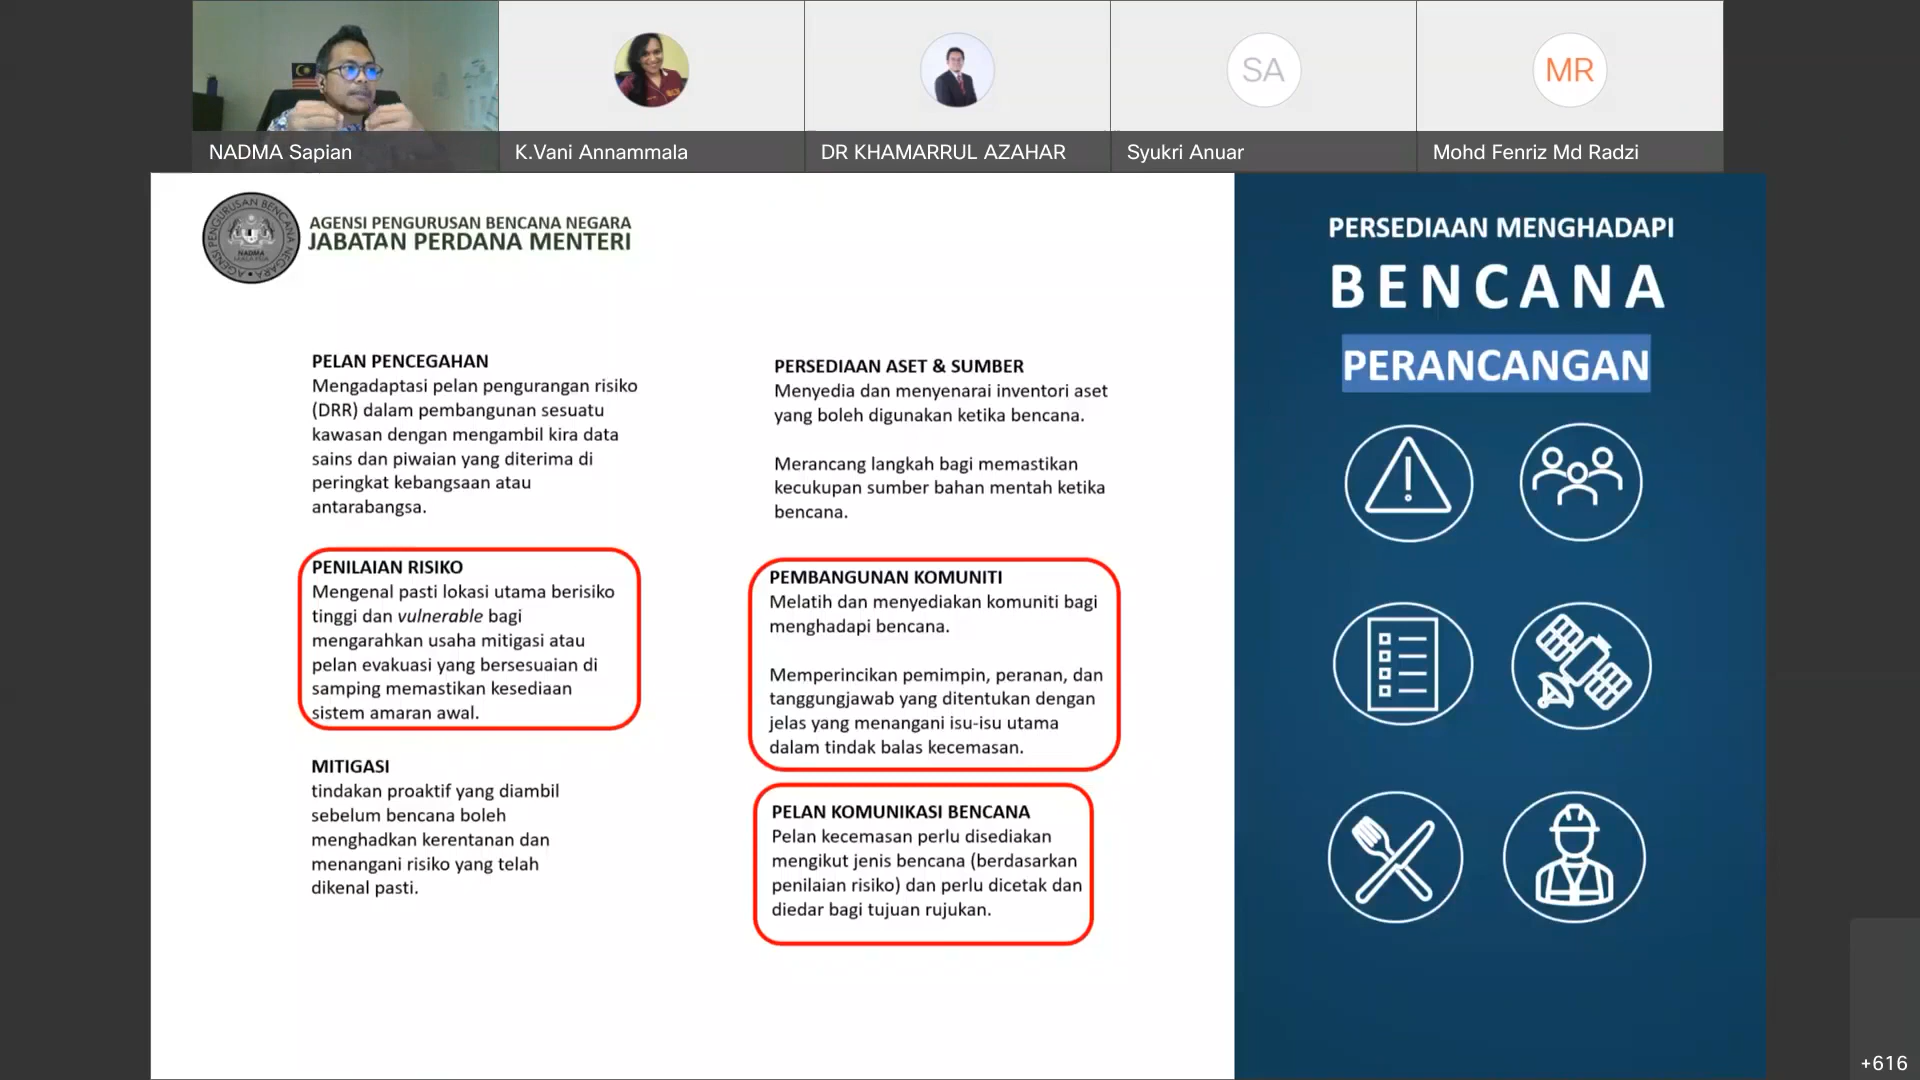 NADMA Sapian
K.Vani Annammala
DR KHAMARRUL AZAHAR
SA
Syukri Anuar
MR
Mohd Fenriz Md Radzi
AGENSI PENGURUSAN BENCANA NEGARA
NADMA
AGENSI PENGURUSAN BENCANA NEGARA
JABATAN PERDANA MENTERI
PELAN PENCEGAHAN
Mengadaptasi pelan pengurangan risiko
(DRR) dalam pembangunan sesuatu
kawasan dengan mengambil kira data
sains dan piwaian yang diterima di
peringkat kebangsaan atau
antarabangsa.
PENILAIAN RISIKO
Mengenal pasti lokasi utama berisiko
tinggi dan vulnerable bagi
mengarahkan usaha mitigasi atau
pelan evakuasi yang bersesuaian di
samping memastikan kesediaan
sistem amaran awal.
MITIGASI
tindakan proaktif yang diambil
sebelum bencana boleh
menghadkan kerentanan dan
menangani risiko yang telah
dikenal pasti.
PERSEDIAAN ASET & SUMBER
Menyedia dan menyenarai inventori aset
yang boleh digunakan ketika bencana.
Merancang langkah bagi memastikan
kecukupan sumber bahan mentah ketika
bencana.
PEMBANGUNAN KOMUNITI
Melatih dan menyediakan komuniti bagi
menghadapi bencana.
Memperincikan pemimpin, peranan, dan
tanggungjawab yang ditentukan dengan
jelas yang menangani isu-isu utama
dalam tindak balas kecemasan.
PELAN KOMUNIKASI BENCANA
Pelan kecemasan perlu disediakan
mengikut jenis bencana (berdasarkan
penilaian risiko) dan perlu dicetak dan
diedar bagi tujuan rujukan.
PERSEDIAAN MENGHADAPI
BENCANA
PERANCANGAN
+616